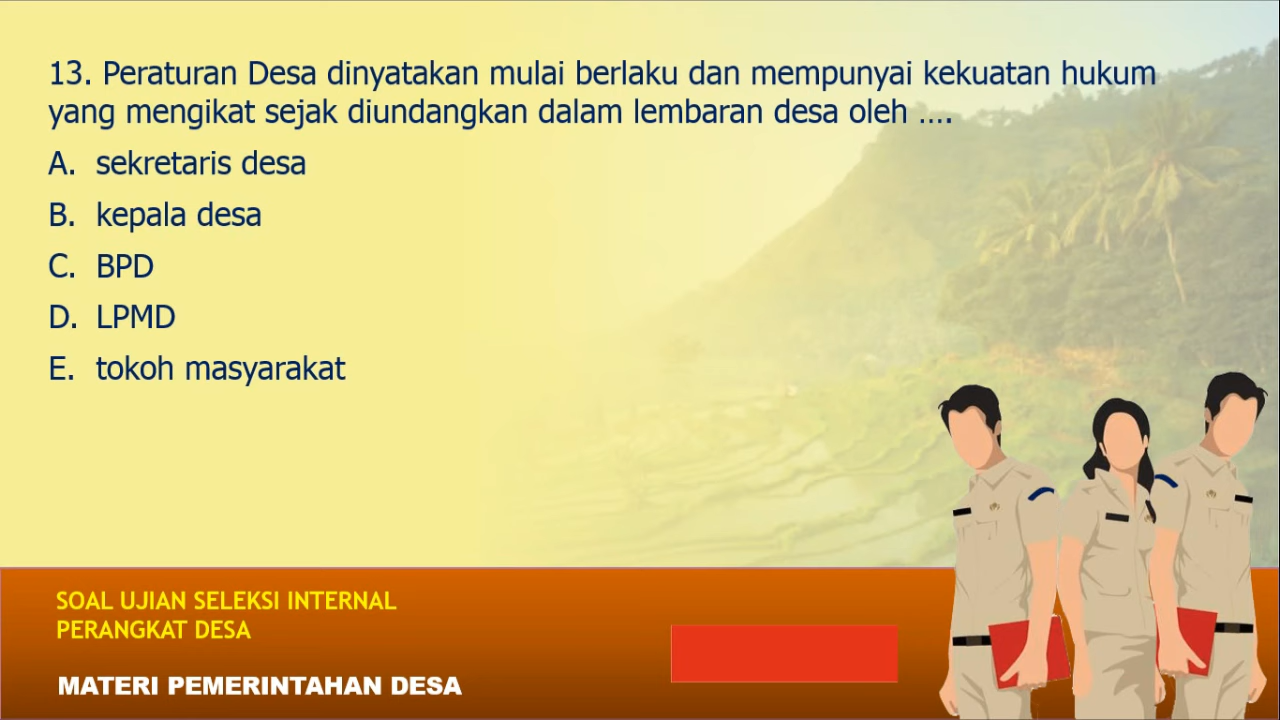 13. Peraturan Desa dinyatakan mulai berlaku dan mempunyai kekuatan hukum
yang mengikat sejak diundangkan dalam lembaran desa oleh ....
A. sekretaris desa
B. kepala desa
C. BPD
D. LPMD
E. tokoh masyarakat
SOAL UJIAN SELEKSI INTERNAL
PERANGKAT DESA
MATERI PEMERINTAHAN DESA